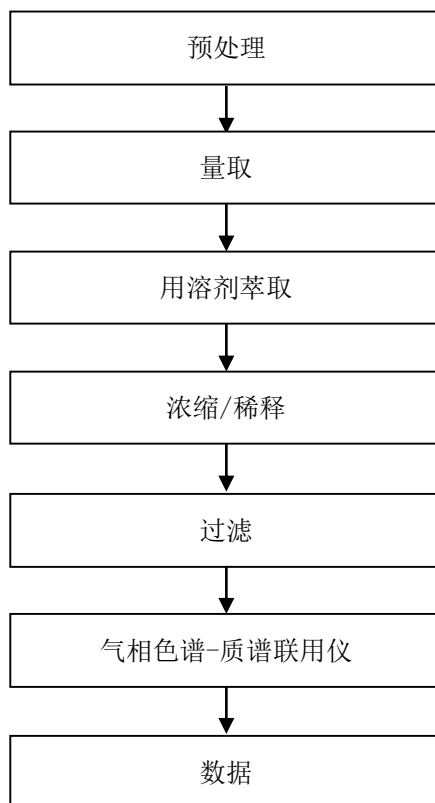 预处理
量取
用溶剂萃取
浓缩/稀释
过滤
气相色谱-质谱联用仪
数据